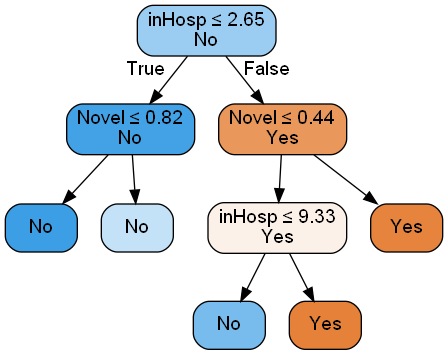 inHosp ≤ 2.65
No
True
False
Novel ≤ 0.82
No
Novel ≤ 0.44
Yes
No
No
inHosp ≤ 9.33
Yes
Yes
No
Yes